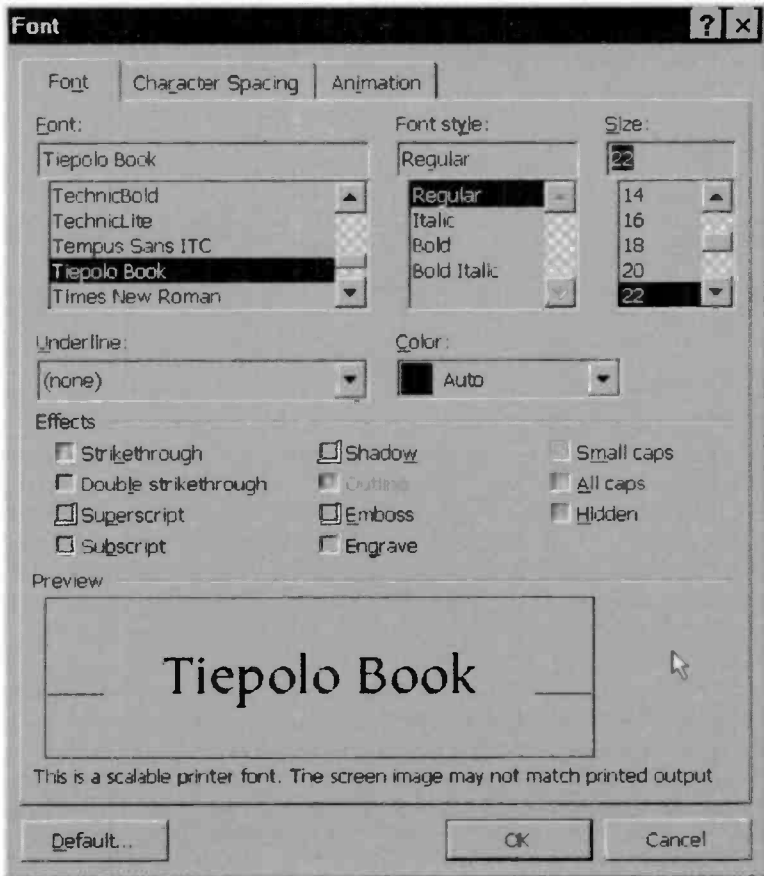 Font ? ×
Font Character Spacing Animation
Font: Font style: Size:
Tiepolo Book Regular 22
TechnicBold Regular 14
TechnicLite Italic 16
Tempus Sans ITC Bold 18
Tiepolo Book Bold Italic 20
Times New Roman 22
Underline: Color:
(none) Auto
Effects
Strikethrough Shadow Small caps
Double strikethrough Outline All caps
Superscript Emboss Hidden
Subscript Engrave
Preview
Tiepolo Book
This is a scalable printer font. The screen image may not match printed output
Default... OK Cancel